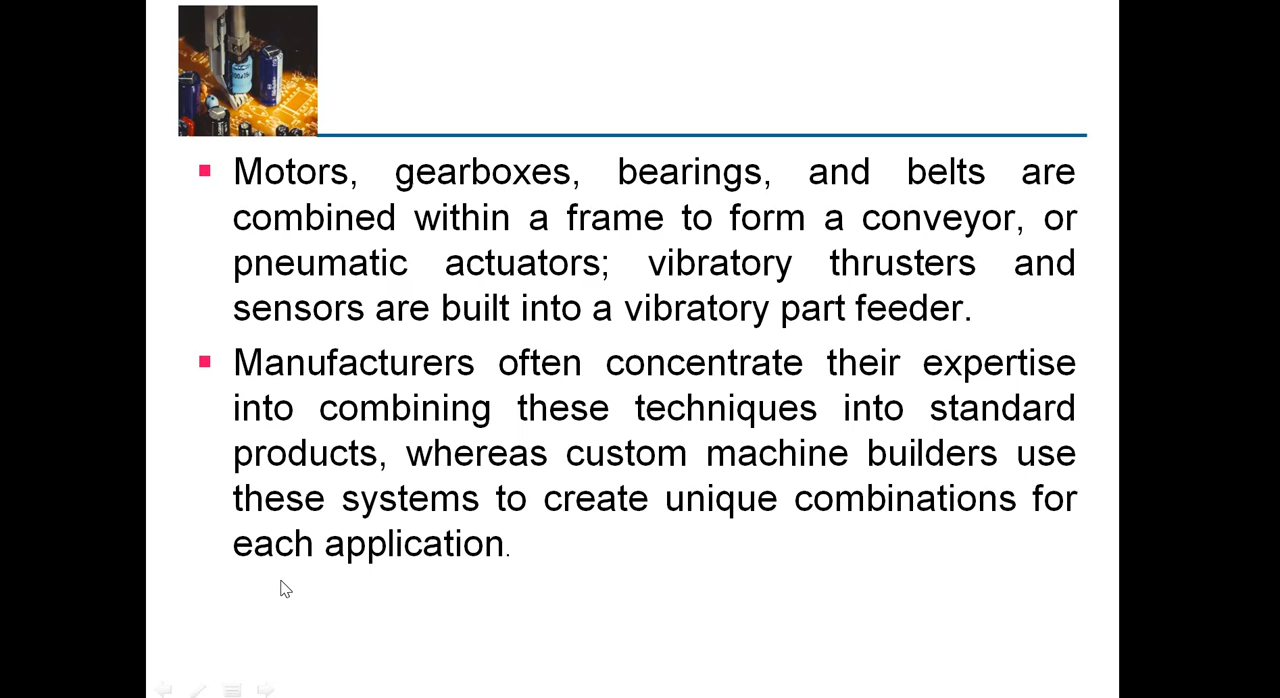 Motors, gearboxes, bearings, and belts are
combined within a frame to form a conveyor, or
pneumatic actuators; vibratory thrusters and
sensors are built into a vibratory part feeder.
Manufacturers often concentrate their expertise
into combining these techniques into standard
products, whereas custom machine builders use
these systems to create unique combinations for
each application.